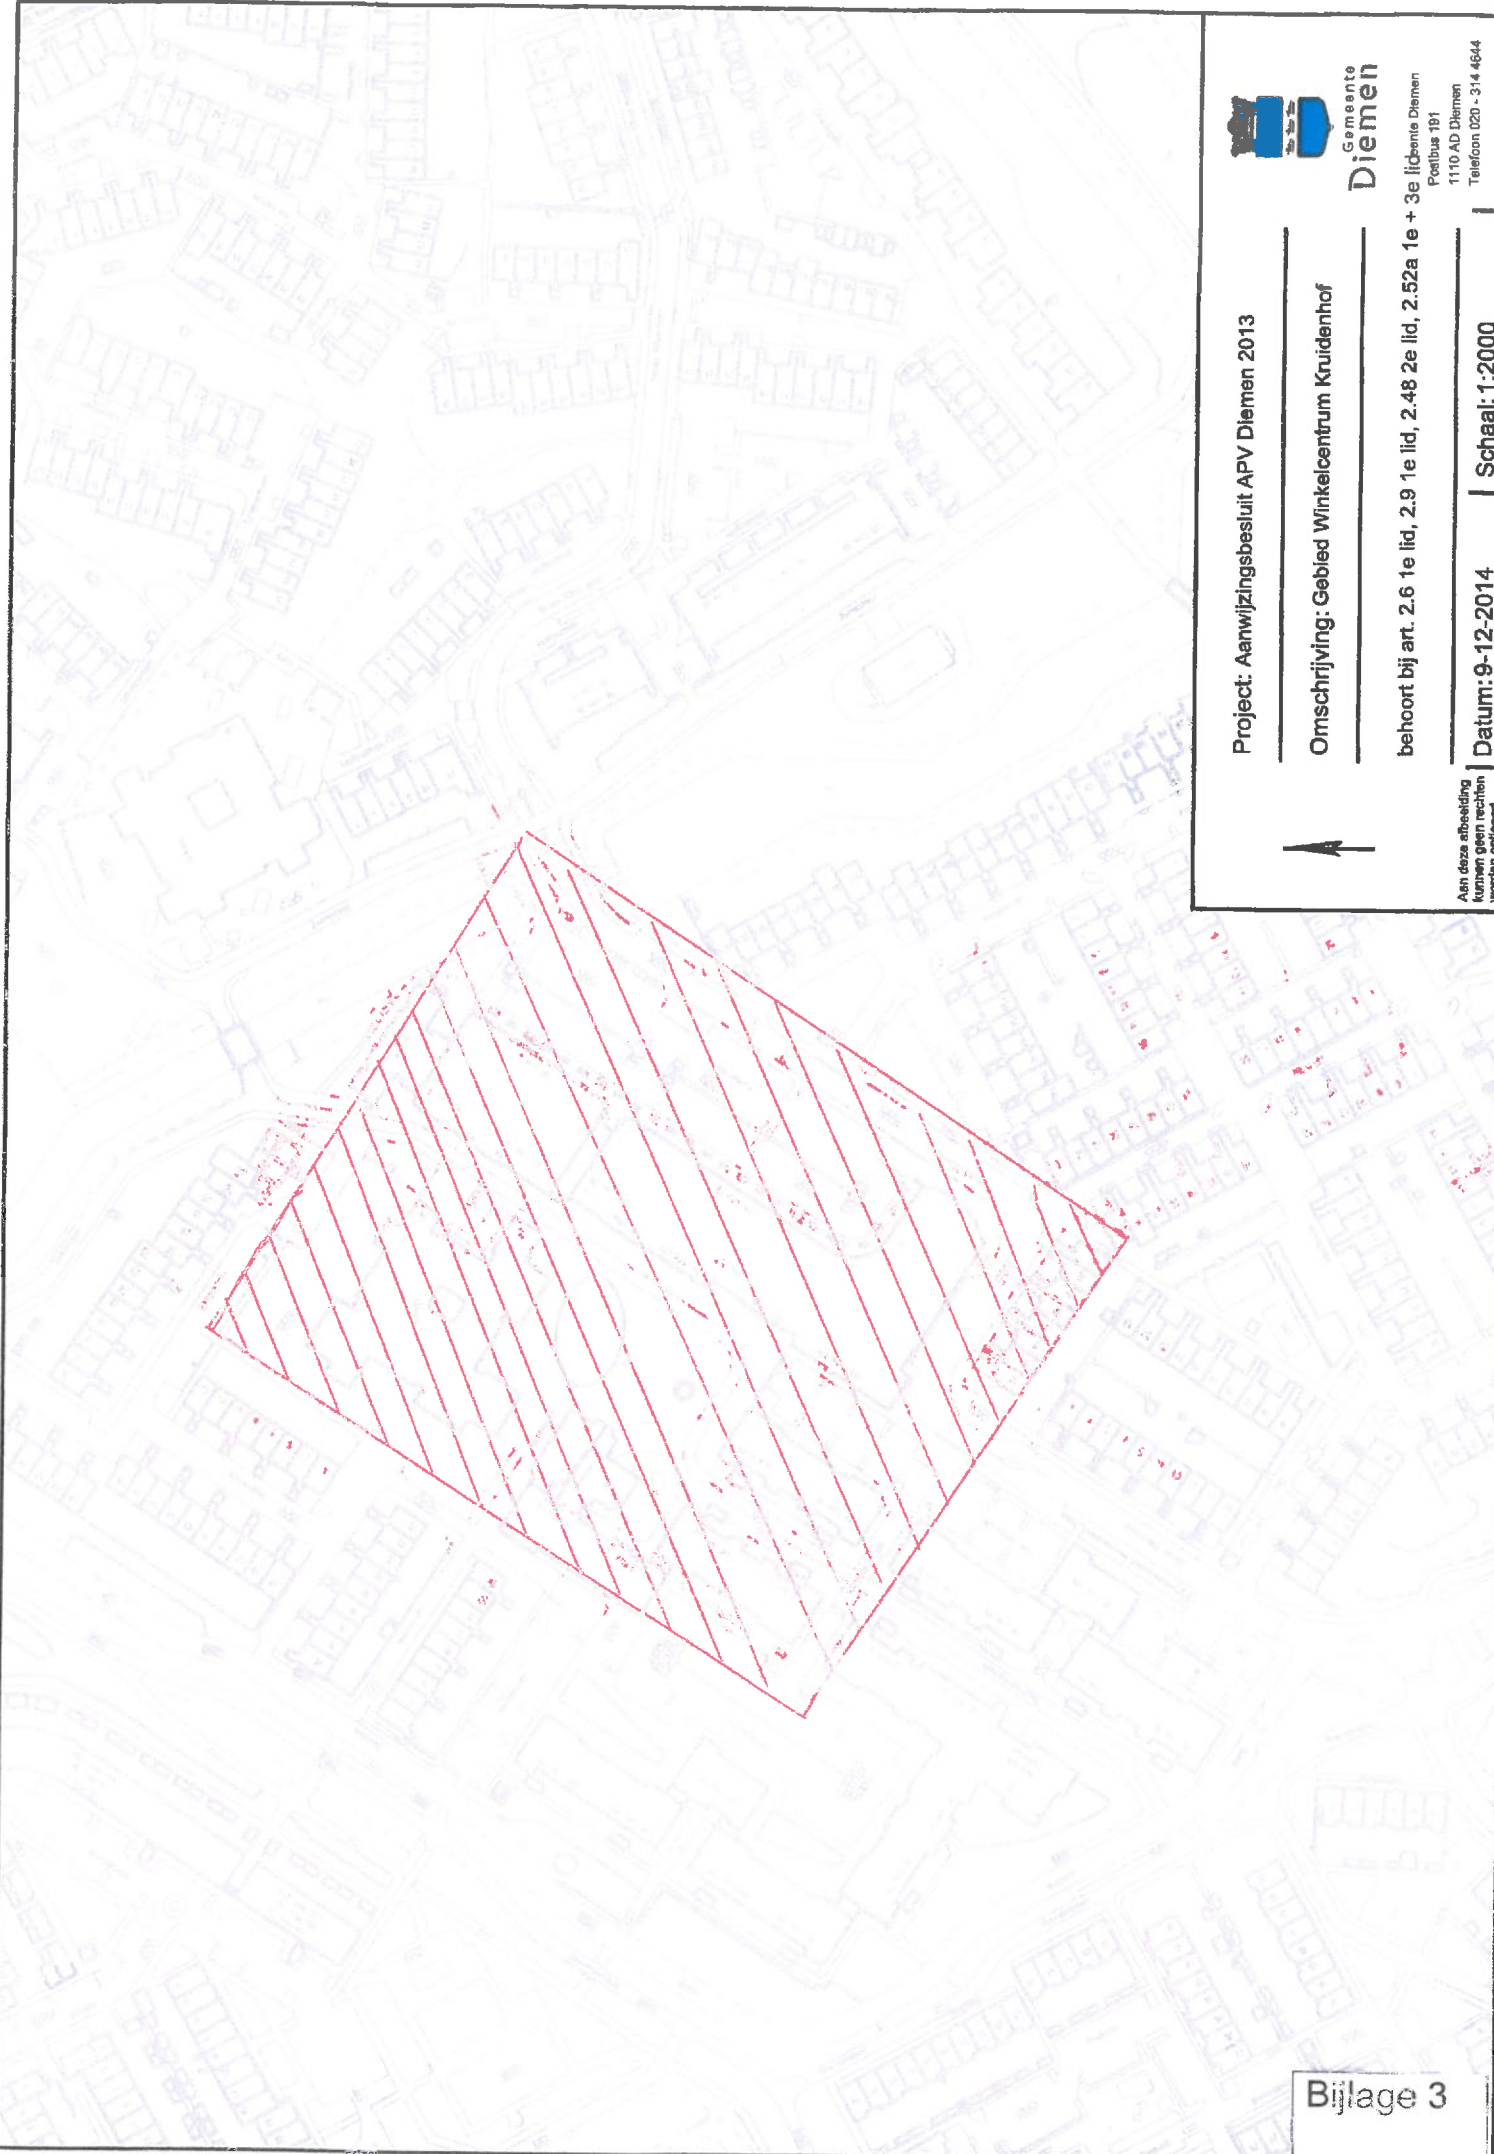 Gemeente
Diemen
Project: Aanwijzingsbesluit APV Diemen 2013
Omschrijving: Gebied Winkelcentrum Kruidenhof
behoort bij art. 2.6 1e lid, 2.9 1e lid, 2.48 2e lid, 2.52a 1e + 3e lid
eente Diemen
Postbus 191
1110 AD Diemen
Telefoon 020 - 314 4644
Aan deze afbeelding
kunnen geen rechten
worden
Datum: 9-12-2014
Schaal: 1:2000
Bijlage 3